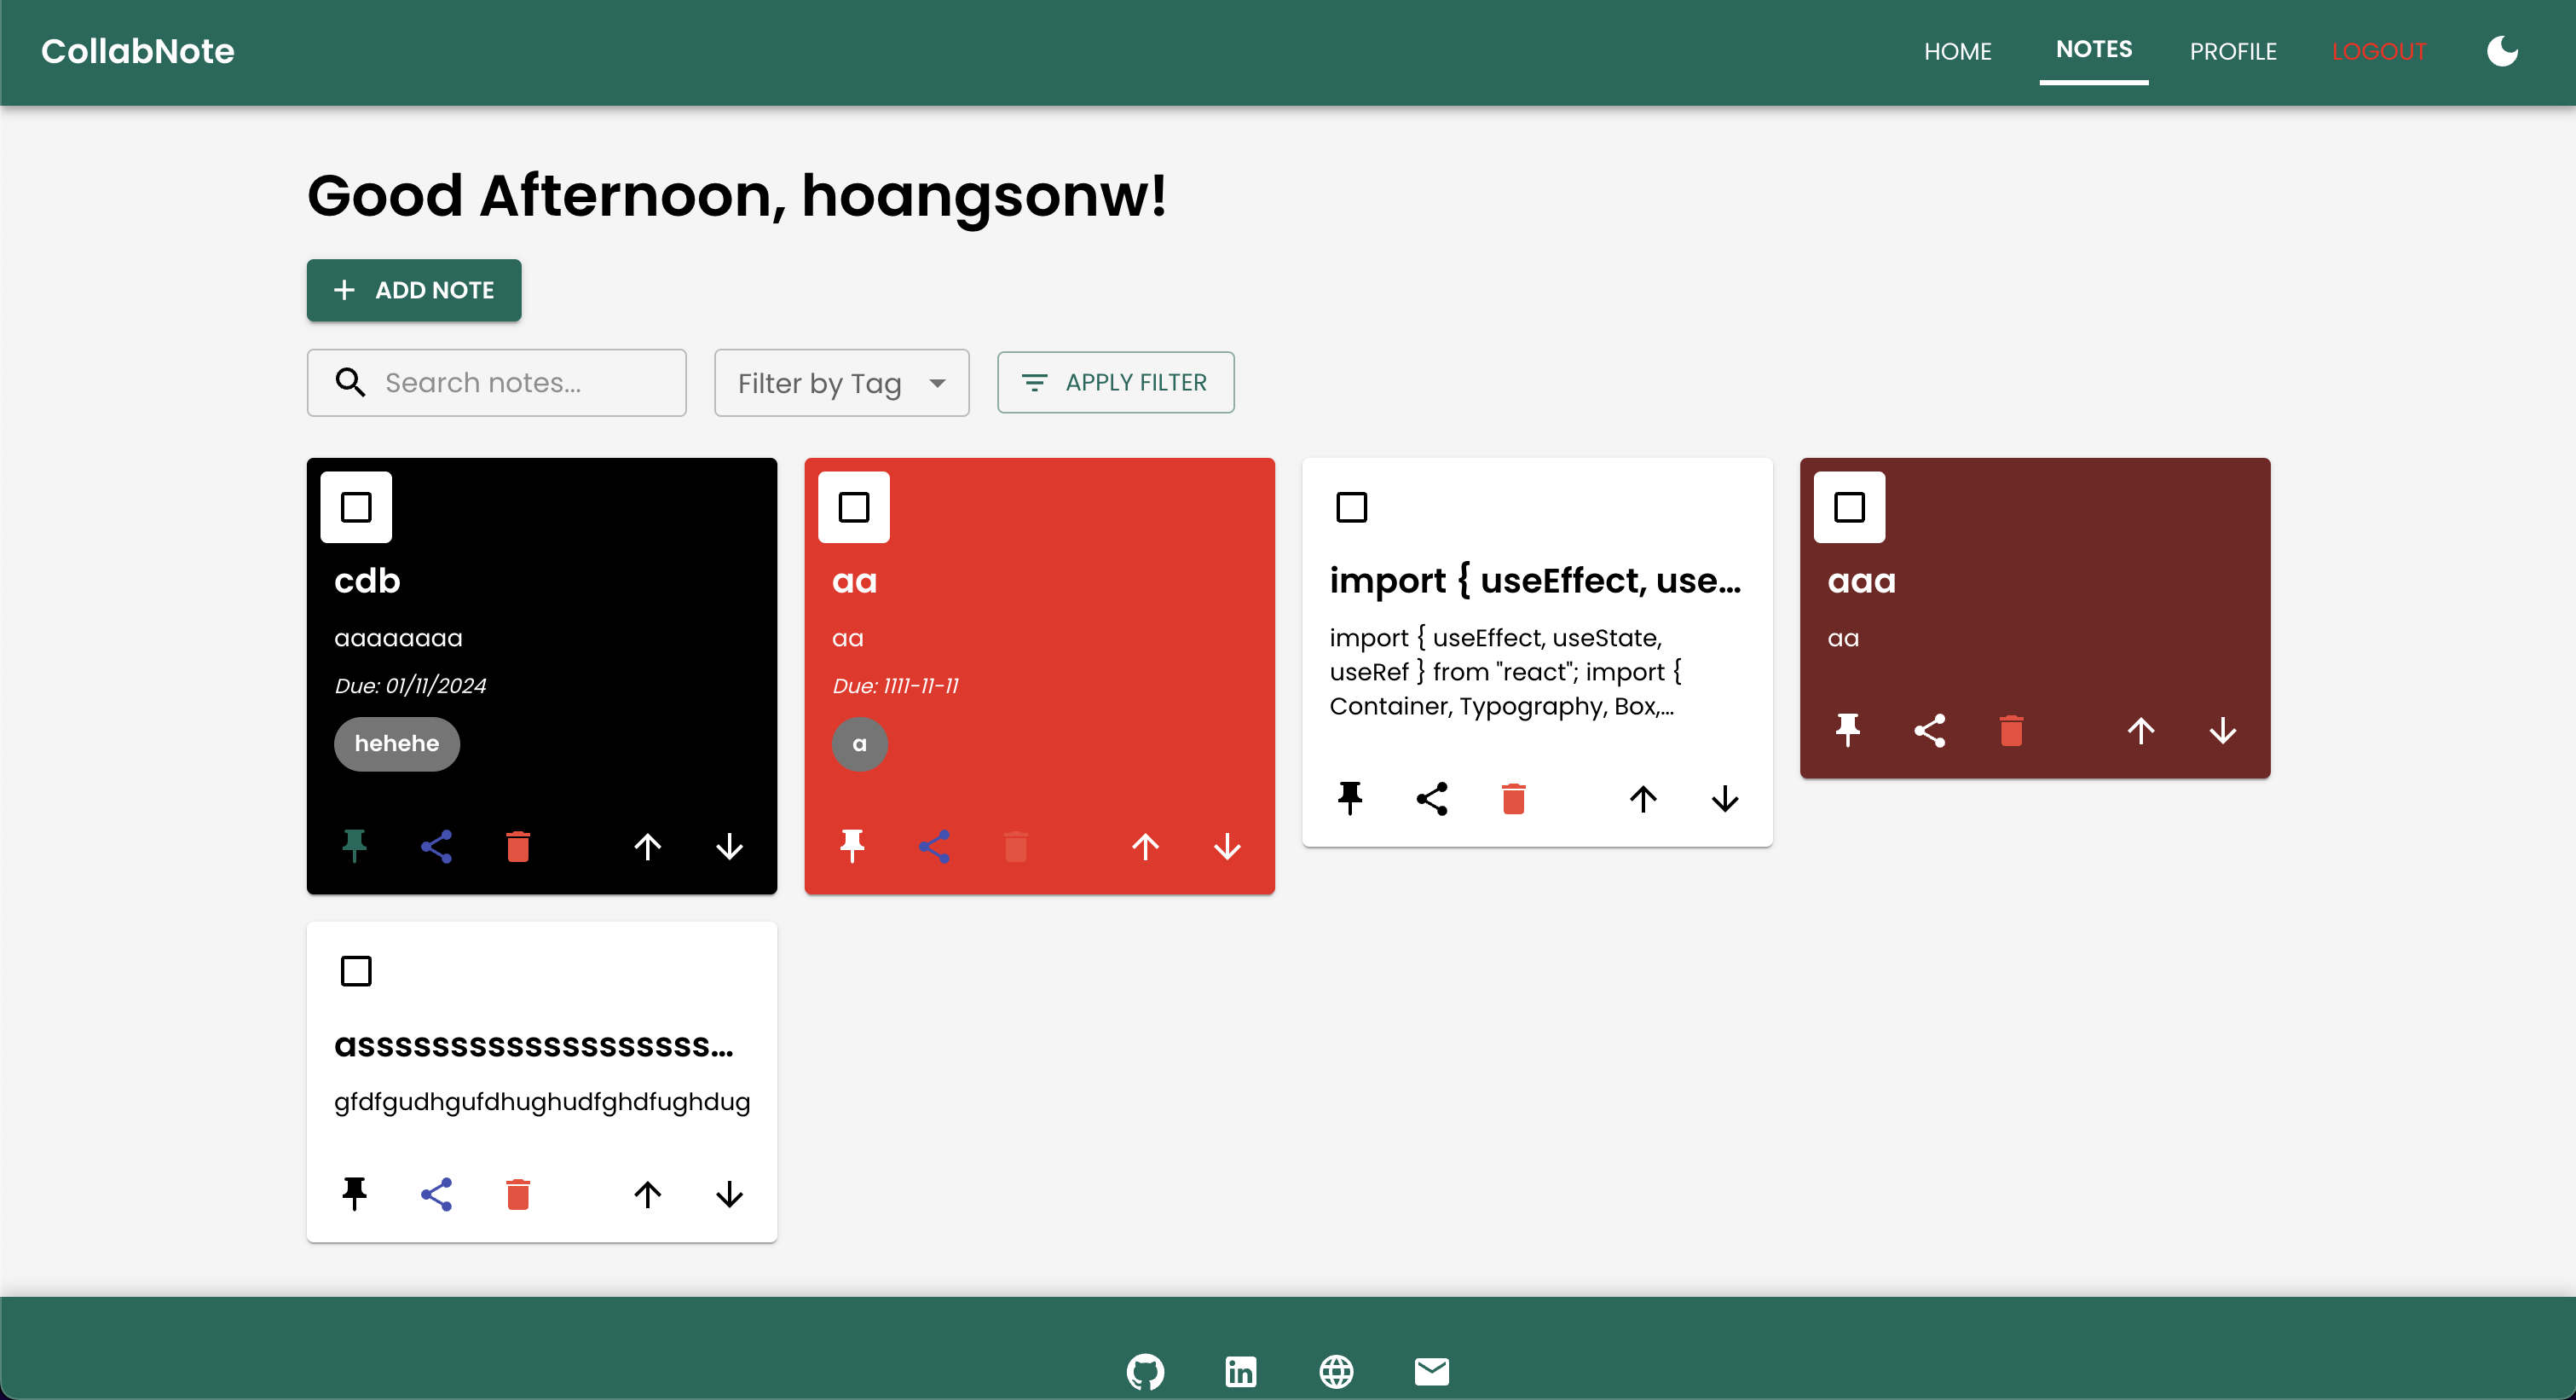 CollabNote
HOME
NOTES
PROFILE
LOGOUT
Good Afternoon, hoangsonw!
ADD NOTE
Search notes...
Filter by Tag
APPLY FILTER
cdb
aaaaaaaa
Due: 01/11/2024
hehehe
aa
aa
Due: 1111-11-11
a
import { useEffect, use...
import { useEffect, useState,
useRef } from "react"; import {
Container, Typography, Box,...
aaa
aa
asssssssssssssssssss...
gfdfgudhgufdhughudfghdfughdug
in